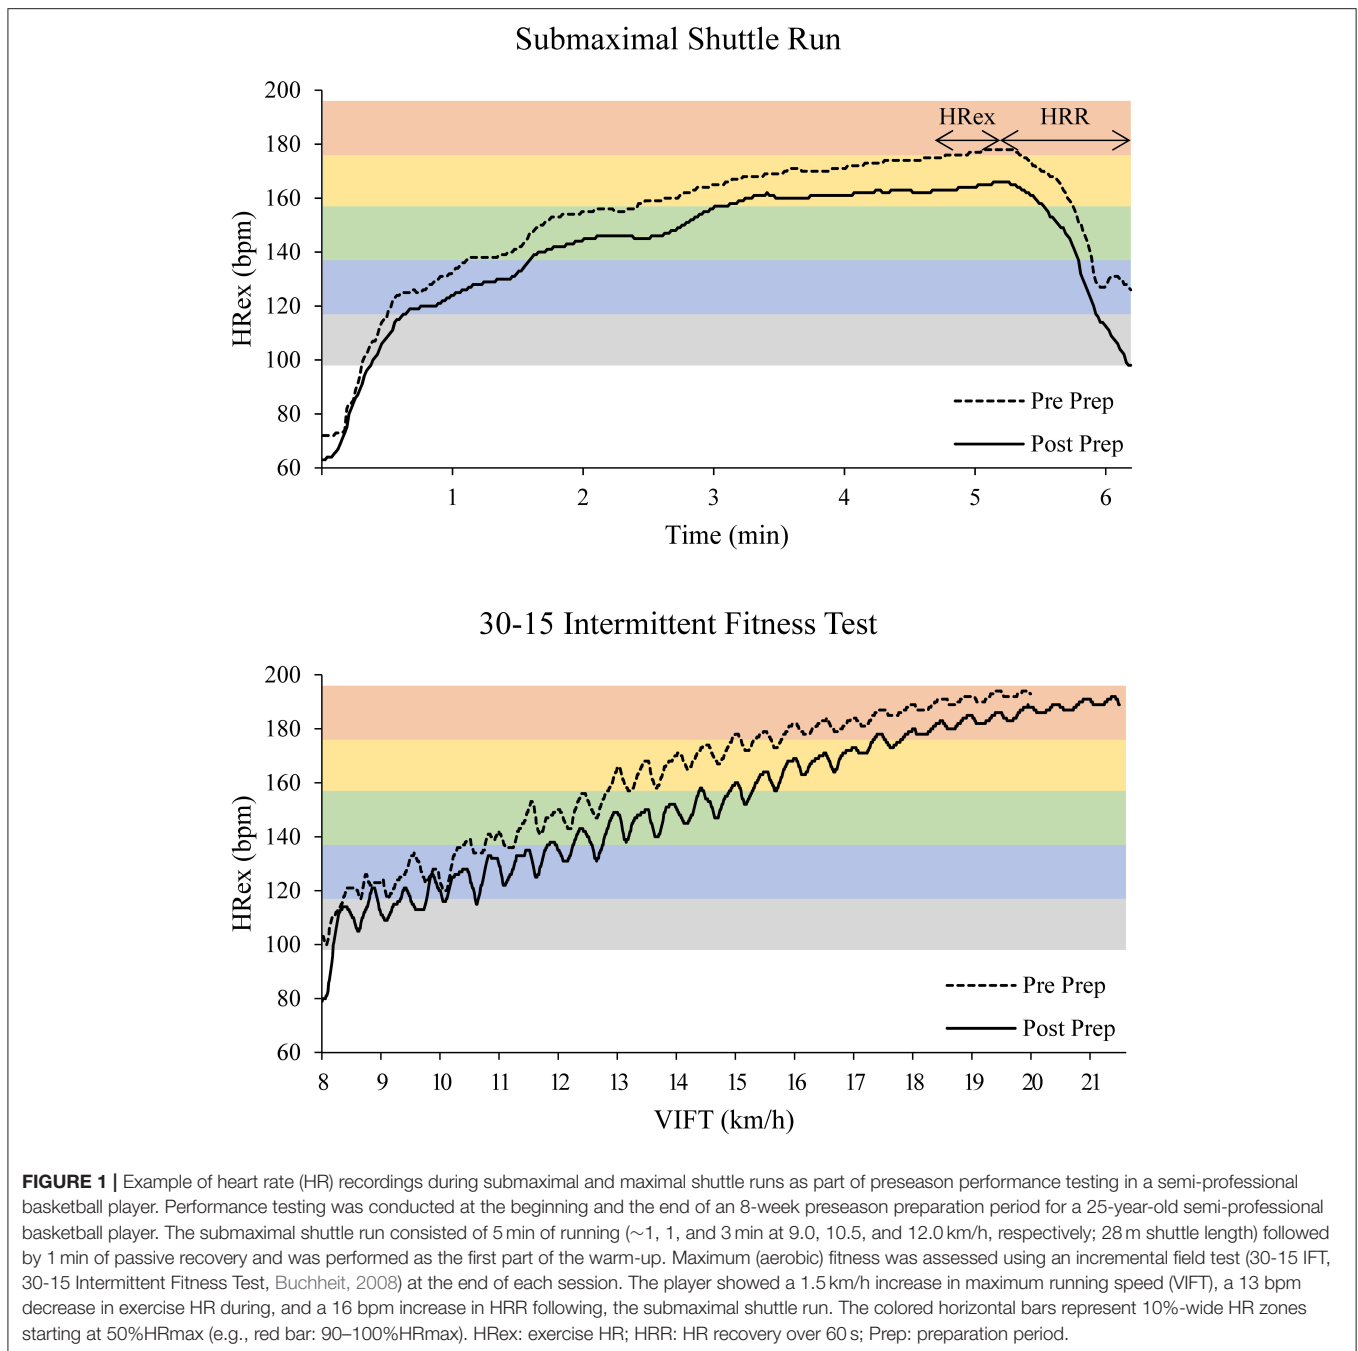 Submaximal Shuttle Run
200
180
160
140
120
100
80
60
HRex (bpm)
HRex
HRR
Pre Prep
Post Prep
1 2 3 4 5 6
Time (min)
30-15 Intermittent Fitness Test
200
180
160
140
120
100
80
60
HRex (bpm)
Pre Prep
Post Prep
8 9 10 11 12 13 14 15 16 17 18 19 20 21
VIFT (km/h)
FIGURE 1 | Example of heart rate (HR) recordings during submaximal and maximal shuttle runs as part of preseason performance testing in a semi-professional
basketball player. Performance testing was conducted at the beginning and the end of an 8-week preseason preparation period for a 25-year-old semi-professional
basketball player. The submaximal shuttle run consisted of 5 min of running (∼1, 1, and 3 min at 9.0, 10.5, and 12.0 km/h, respectively; 28 m shuttle length) followed
by 1 min of passive recovery and was performed as the first part of the warm-up. Maximum (aerobic) fitness was assessed using an incremental field test (30-15 IFT,
30-15 Intermittent Fitness Test, Buchheit, 2008) at the end of each session. The player showed a 1.5 km/h increase in maximum running speed (VIFT), a 13 bpm
decrease in exercise HR during, and a 16 bpm increase in HRR following, the submaximal shuttle run. The colored horizontal bars represent 10%-wide HR zones
starting at 50%HRmax (e.g., red bar: 90–100%HRmax). HRex: exercise HR; HRR: HR recovery over 60 s; Prep: preparation period.